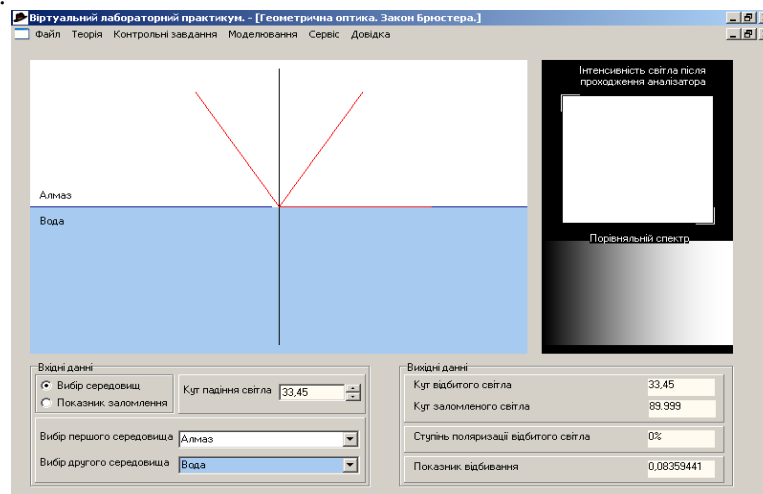 Віртуальний лабораторний практикум. - [Геометрична оптика. Закон Брюстера.]
Файл Теорія Контрольні завдання Моделювання Сервіс Довідка
Інтенсивність світла після
проходження аналізатора
Алмаз
Вода
Порівняльній спектр
Вхідні данні
Вибір середовищ
Показник заломлення
Кут падіння світла 33,45
Вибір першого середовища Алмаз
Вибір другого середовища Вода
Вихідні данні
Кут відбитого світла 33,45
Кут заломленого світла 89.999
Ступінь поляризації відбитого світла 0%
Показник відбивання 0,08359441